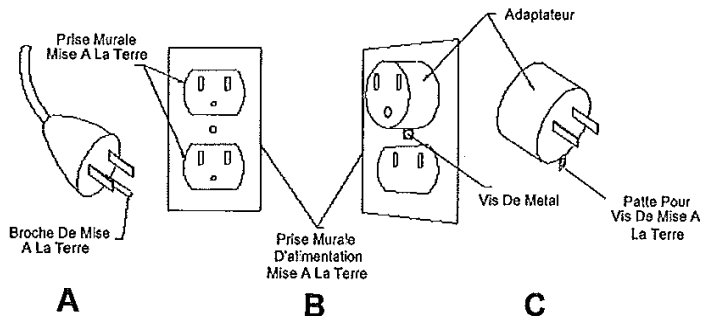 Prise Murale
Mise A La Terre
Adaptateur
Broche De Mise
A La Terre
Prise Murale
D'alimentation
Mise A La Terre
Vis De Metal
Patte Pour
Vis De Mise A
La Terre
A
B
C